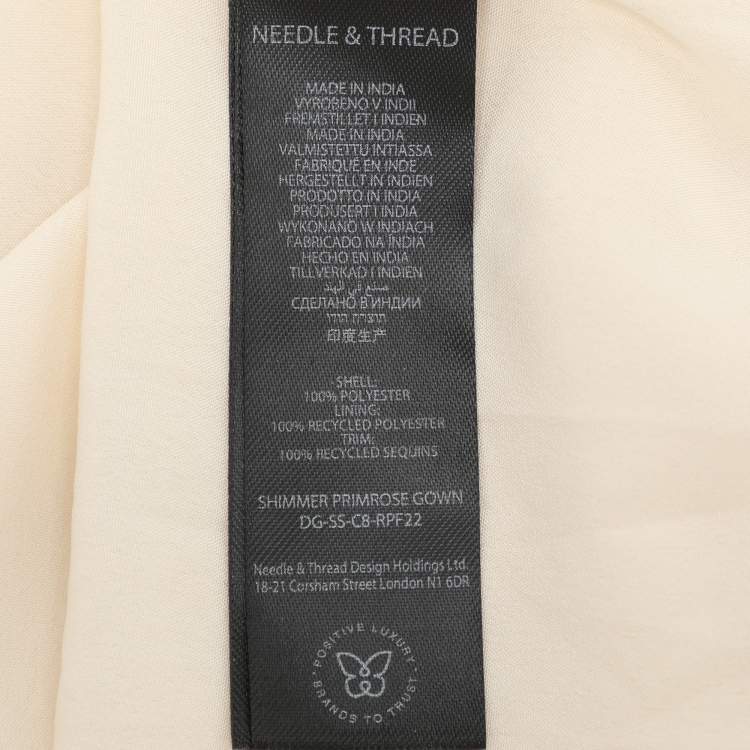 NEEDLE & THREAD
MADE IN INDIA
VYROBENO V INDII
FREMSTILLET I INDIEN
MADE IN INDIA
VALMISTETTU INTIASSA
FABRIQUÉ EN INDE
HERGESTELLT IN INDIEN
PRODOTTO IN INDIA
PRODUSERT I INDIA
WYKONANO W INDIACH
FABRICADO NA ÍNDIA
HECHO EN INDIA
TILLVERKAD I INDIEN
صنع في الهند
СДЕЛАНО В ИНДИИ
תוצרת הודו
印度生产
SHELL:
100% POLYESTER
LINING:
100% RECYCLED POLYESTER
TRIM:
100% RECYCLED SEQUINS
SHIMMER PRIMROSE GOWN
DG-SS-C8-RPF22
Needle & Thread Design Holdings Ltd.
18-21 Corsham Street London N1 6DR
POSITIVE LUXURY
BRANDS TO TRUST